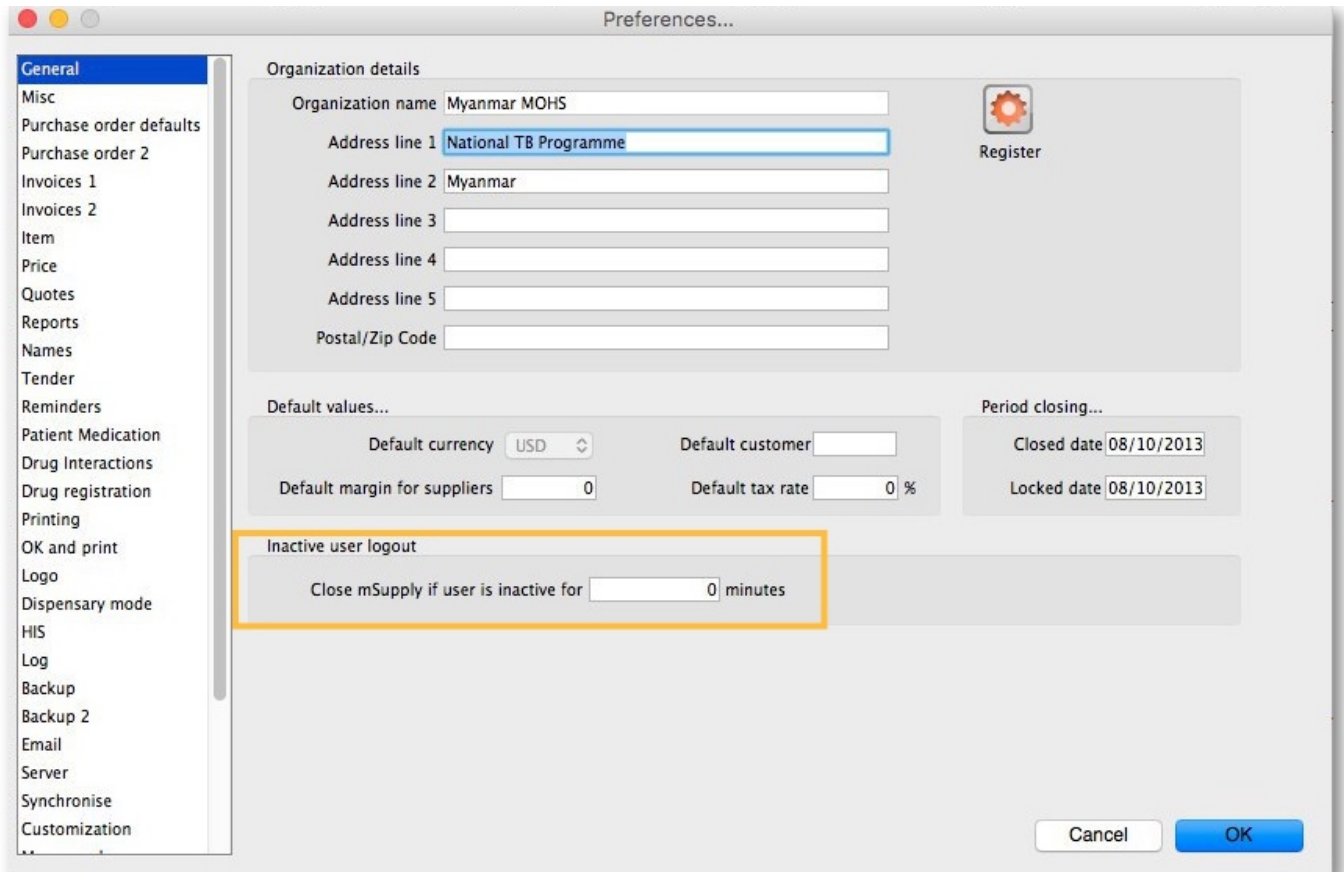 Preferences...
General
Misc
Purchase order defaults
Purchase order 2
Invoices 1
Invoices 2
Item
Price
Quotes
Reports
Names
Tender
Reminders
Patient Medication
Drug Interactions
Drug registration
Printing
OK and print
Logo
Dispensary mode
HIS
Log
Backup
Backup 2
Email
Server
Synchronise
Customization
Organization details
Organization name Myanmar MOHS
Address line 1 National TB Programme
Address line 2 Myanmar
Address line 3
Address line 4
Address line 5
Postal/Zip Code
Register
Default values...
Default currency USD Default customer
Default margin for suppliers 0 Default tax rate 0 %
Period closing...
Closed date 08/10/2013
Locked date 08/10/2013
Inactive user logout
Close mSupply if user is inactive for 0 minutes
Cancel OK